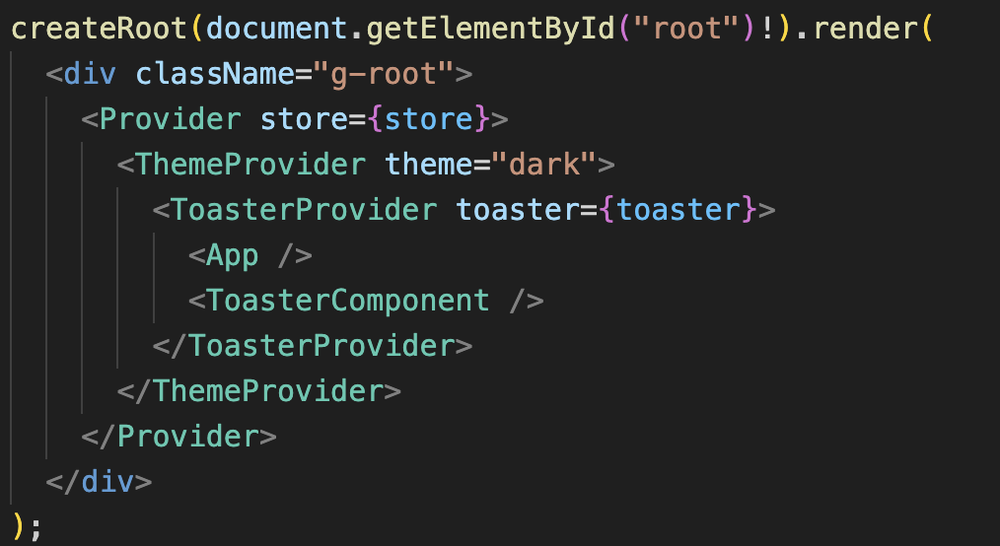 createRoot(document.getElementById("root")!).render(
<div className="g-root">
<Provider store={store}>
<ThemeProvider theme="dark">
<ToasterProvider toaster={toaster}>
<App />
<ToasterComponent />
</ToasterProvider>
</ThemeProvider>
</Provider>
</div>
);